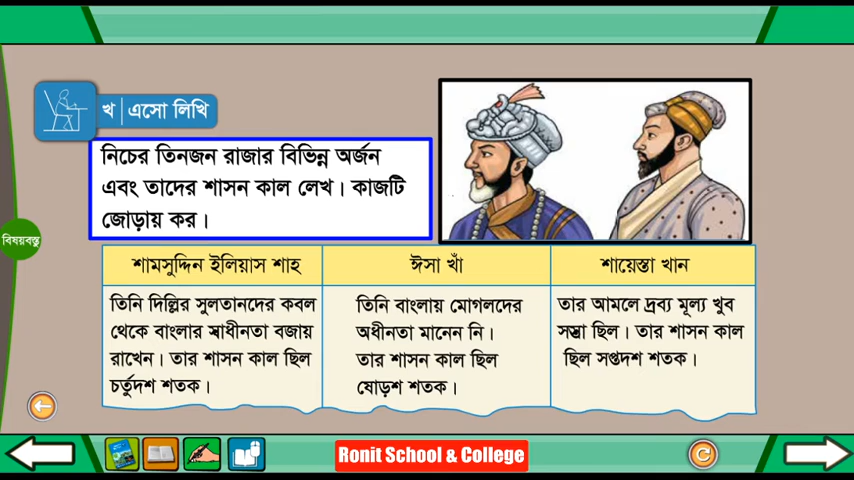 খ | এসো লিখি
নিচের তিনজন রাজার বিভিন্ন অর্জন
এবং তাদের শাসন কাল লেখ। কাজটি
জোড়ায় কর।
বিষয়বস্তু
শামসুদ্দিন ইলিয়াস শাহ
তিনি দিল্লির সুলতানদের কবল
থেকে বাংলার স্বাধীনতা বজায়
রাখেন। তার শাসন কাল ছিল
চর্তুদশ শতক।
ঈসা খাঁ
তিনি বাংলায় মোগলদের
অধীনতা মানেন নি।
তার শাসন কাল ছিল
ষোড়শ শতক।
শায়েস্তা খান
তার আমলে দ্রব্য মূল্য খুব
সস্তা ছিল। তার শাসন কাল
ছিল সপ্তদশ শতক।
Ronit School & College